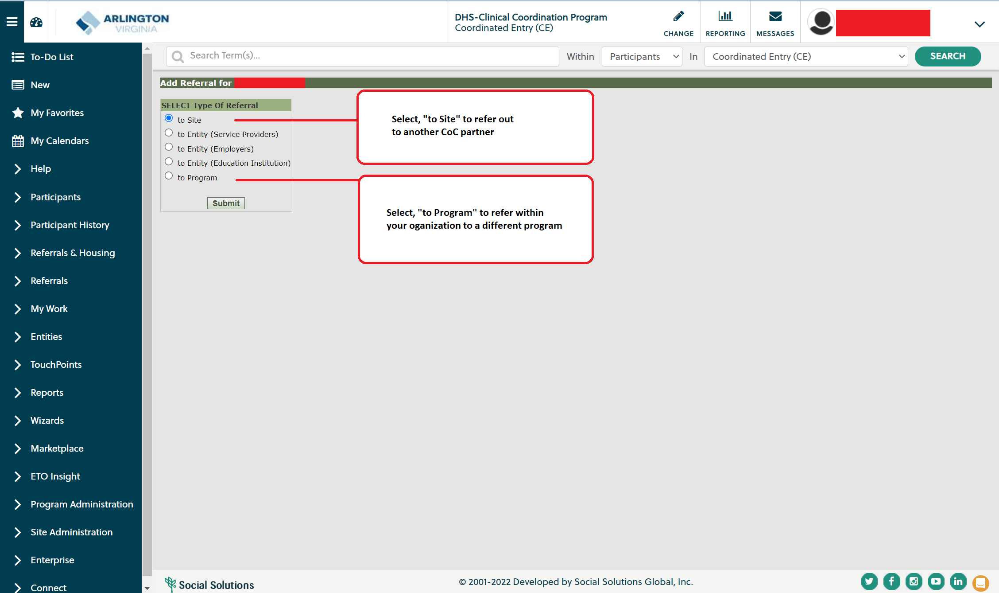 ARLINGTON
VIRGINIA
DHS-Clinical Coordination Program
Coordinated Entry (CE)
CHANGE
REPORTING
MESSAGES
Search Term(s)...
Within
Participants
In
Coordinated Entry (CE)
SEARCH
To-Do List
New
My Favorites
My Calendars
Help
Participants
Participant History
Referrals & Housing
Referrals
My Work
Entities
TouchPoints
Reports
Wizards
Marketplace
ETO Insight
Program Administration
Site Administration
Enterprise
Connect
Add Referral for
SELECT Type Of Referral
to Site
to Entity (Service Providers)
to Entity (Employers)
to Entity (Education Institution)
to Program
Submit
Select, "to Site" to refer out
to another CoC partner
Select, "to Program" to refer within
your oganization to a different program
Social Solutions
© 2001-2022 Developed by Social Solutions Global, Inc.